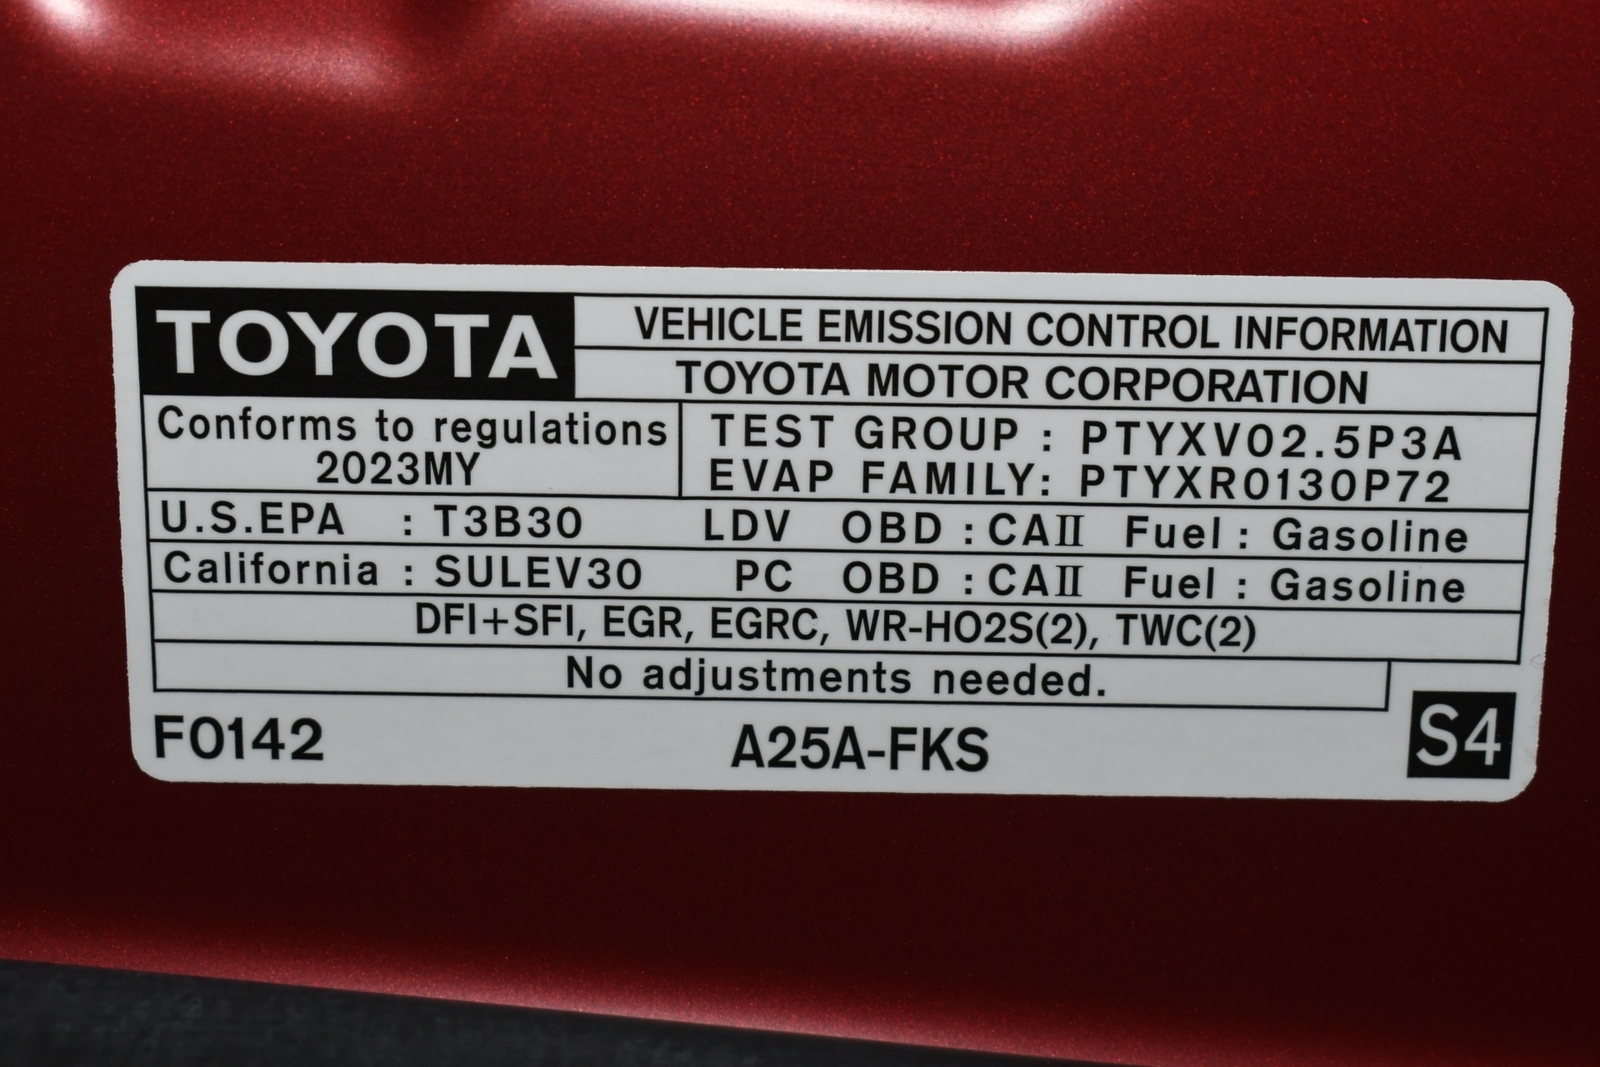 TOYOTA
VEHICLE EMISSION CONTROL INFORMATION
TOYOTA MOTOR CORPORATION
Conforms to regulations
2023MY
TEST GROUP : PTYXV02.5P3A
EVAP FAMILY: PTYXR0130P72
U.S.EPA : T3B30 LDV OBD : CAⅡ Fuel : Gasoline
California : SULEV30 PC OBD : CAⅡ Fuel : Gasoline
DFI+SFI, EGR, EGRC, WR-HO2S(2), TWC(2)
No adjustments needed.
F0142 A25A-FKS S4